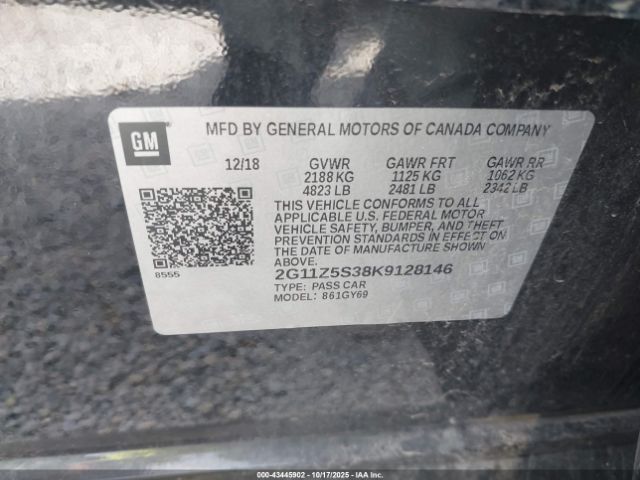 GM
MFD BY GENERAL MOTORS OF CANADA COMPANY
12/18 GVWR GAWR FRT GAWR RR
2188 KG 1125 KG 1062 KG
4823 LB 2481 LB 2342 LB
THIS VEHICLE CONFORMS TO ALL
APPLICABLE U.S. FEDERAL MOTOR
VEHICLE SAFETY, BUMPER, AND THEFT
PREVENTION STANDARDS IN EFFECT ON
THE DATE OF MANUFACTURE SHOWN
ABOVE.
8555
2G11Z5S38K9128146
TYPE: PASS CAR
MODEL: 861GY69
000-43445902 - 10/17/2025 - IAAI.COM